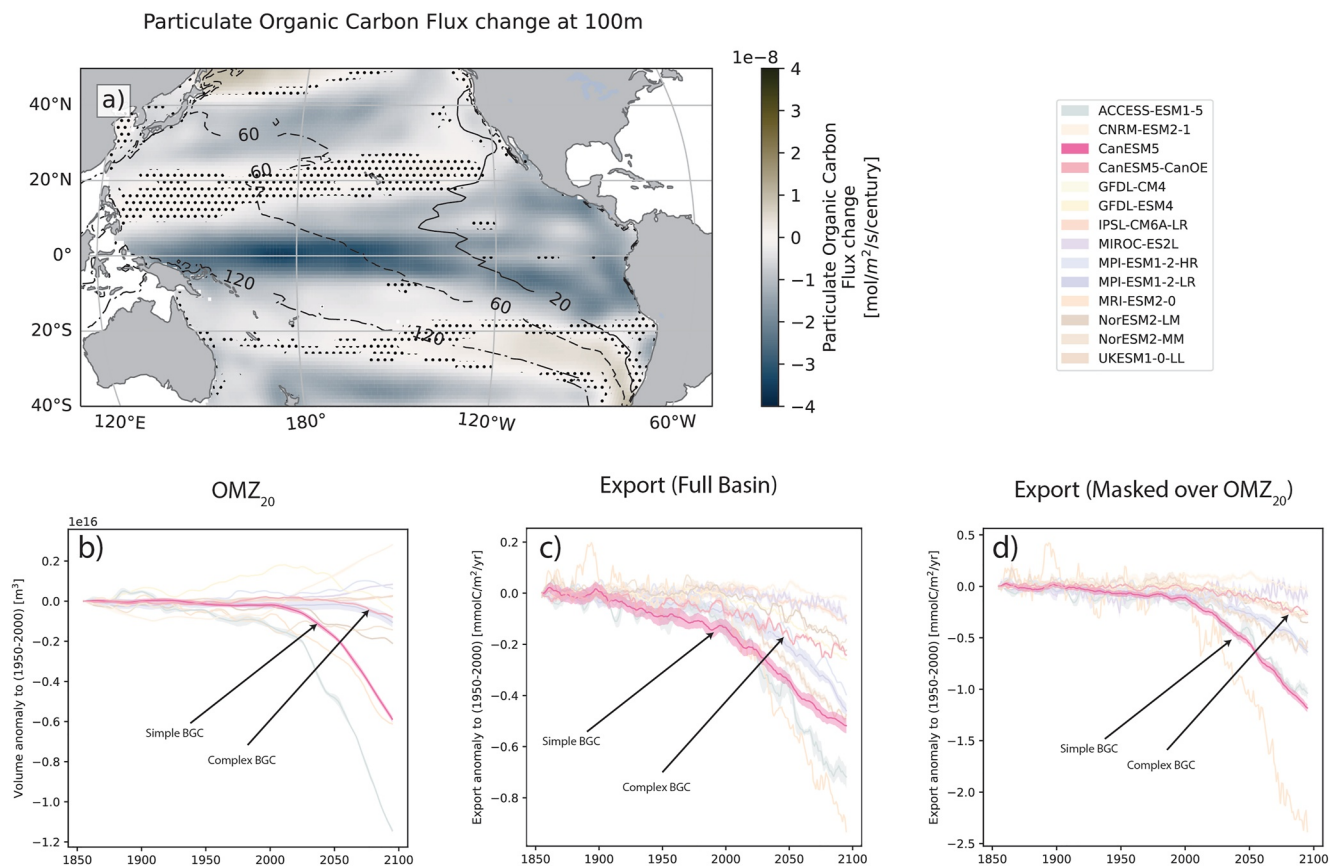 Particulate Organic Carbon Flux change at 100m
a)
40°N
20°N
0°
20°S
40°S
120°E
180°
120°W
60°W
60
60
120
60
20
120
1e−8
4
3
2
1
0
−1
−2
−3
−4
Particulate Organic Carbon
Flux change
[mol/m²/s/century]
ACCESS-ESM1-5
CNRM-ESM2-1
CanESM5
CanESM5-CanOE
GFDL-CM4
GFDL-ESM4
IPSL-CM6A-LR
MIROC-ES2L
MPI-ESM1-2-HR
MPI-ESM1-2-LR
MRI-ESM2-0
NorESM2-LM
NorESM2-MM
UKESM1-0-LL
OMZ₂₀
1e16
b)
Volume anomaly to (1950-2000) [m³]
0.2
0.0
−0.2
−0.4
−0.6
−0.8
−1.0
−1.2
Simple BGC
Complex BGC
1850
1900
1950
2000
2050
2100
Export (Full Basin)
c)
Export anomaly to (1950-2000) [mmolC/m²/yr]
0.2
0.0
−0.2
−0.4
−0.6
−0.8
Simple BGC
Complex BGC
1850
1900
1950
2000
2050
2100
Export (Masked over OMZ₂₀)
d)
Export anomaly to (1950-2000) [mmolC/m²/yr]
0.5
0.0
−0.5
−1.0
−1.5
−2.0
−2.5
Simple BGC
Complex BGC
1850
1900
1950
2000
2050
2100